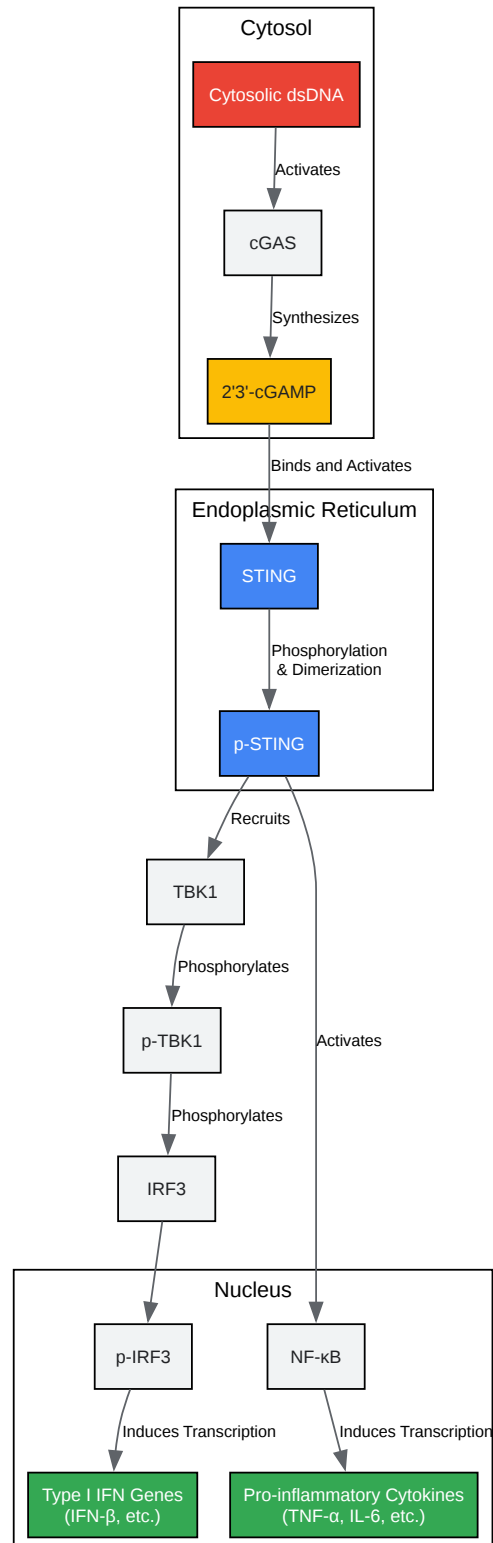 Cytosol
Cytosolic dsDNA
Activates
cGAS
Synthesizes
2'3'-cGAMP
Binds and Activates
Endoplasmic Reticulum
STING
Phosphorylation
& Dimerization
p-STING
Recruits
TBK1
Phosphorylates
p-TBK1
Activates
Phosphorylates
IRF3
Nucleus
p-IRF3
NF-κB
Induces Transcription
Induces Transcription
Type I IFN Genes
(IFN-β, etc.)
Pro-inflammatory Cytokines
(TNF-α, IL-6, etc.)